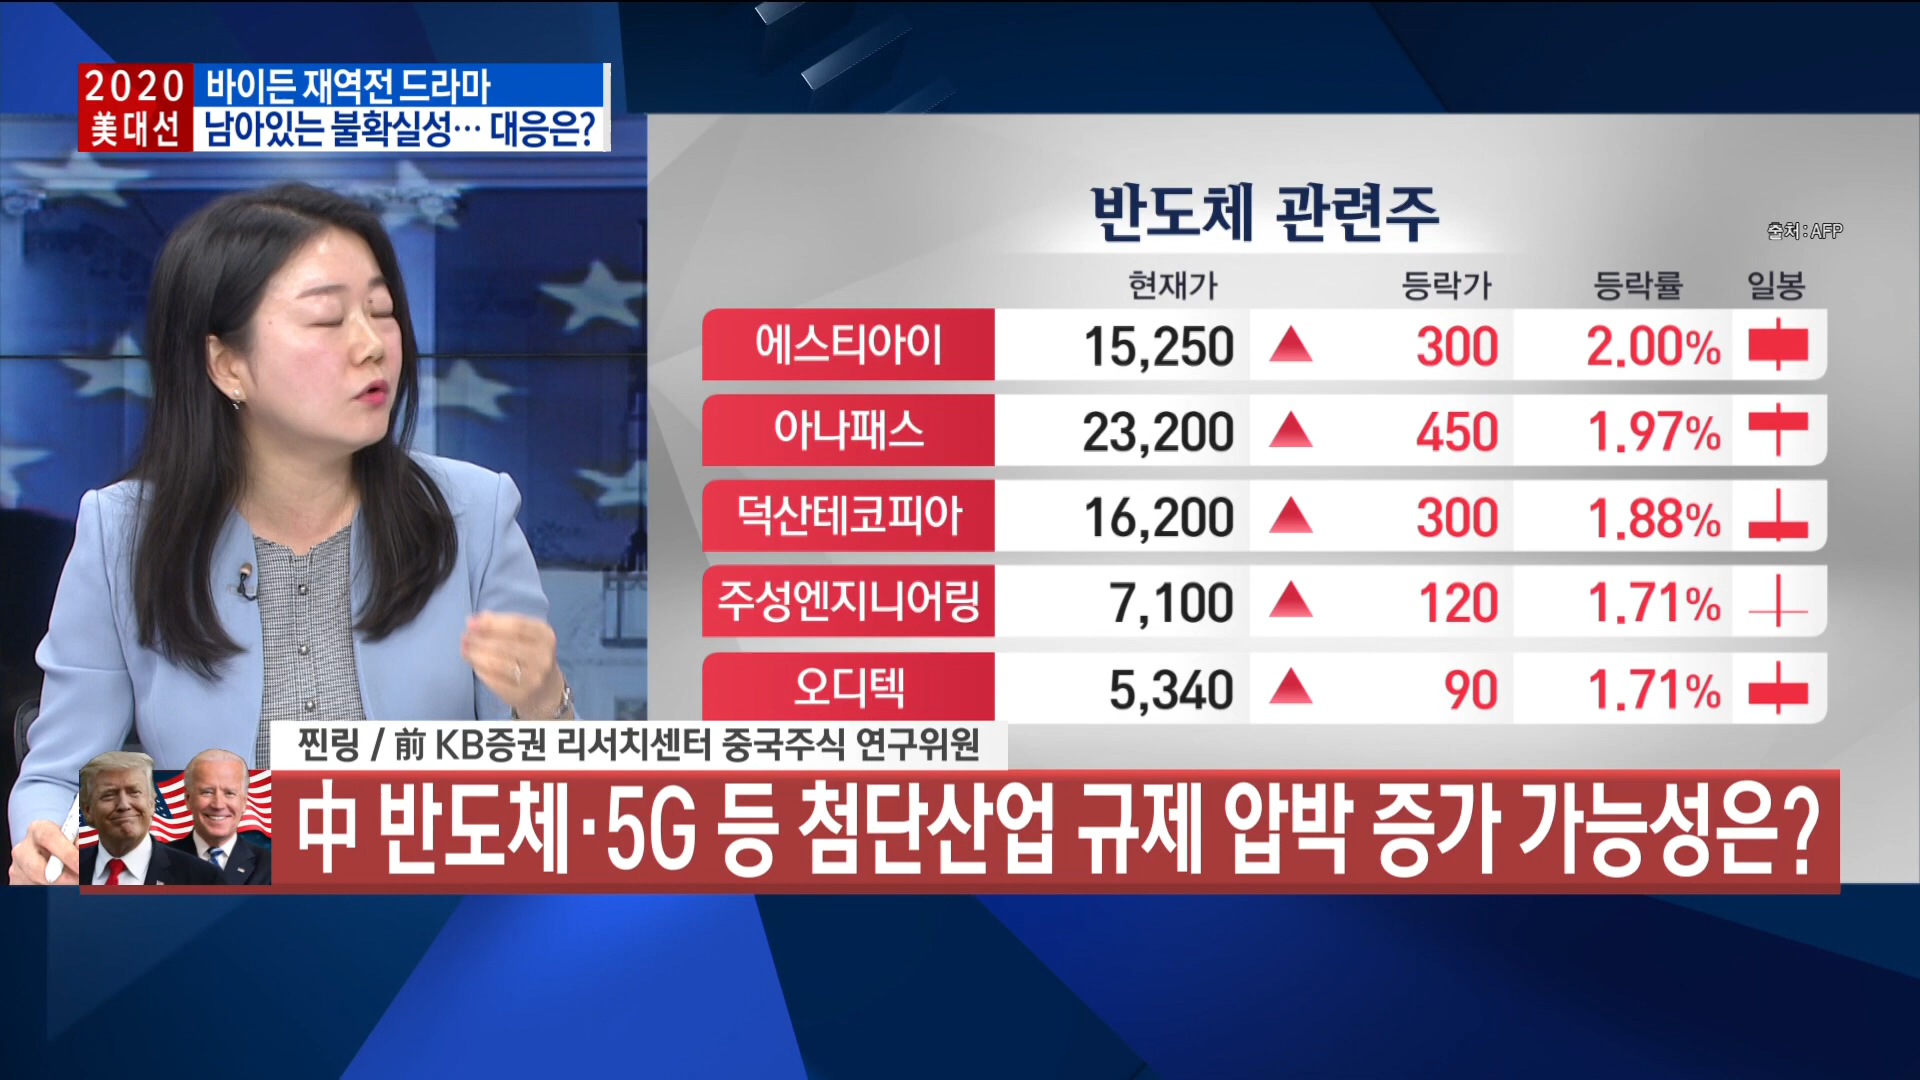 2020 바이든 재역전 드라마
美대선 남아있는 불확실성… 대응은?
반도체 관련주
출처:AFP
현재가 등락가 등락률 일봉
에스티아이 15,250 ▲ 300 2.00%
아나패스 23,200 ▲ 450 1.97%
덕산테코피아 16,200 ▲ 300 1.88%
주성엔지니어링 7,100 ▲ 120 1.71%
오디텍 5,340 ▲ 90 1.71%
찐링 / 前 KB증권 리서치센터 중국주식 연구위원
中 반도체·5G 등 첨단산업 규제 압박 증가 가능성은?